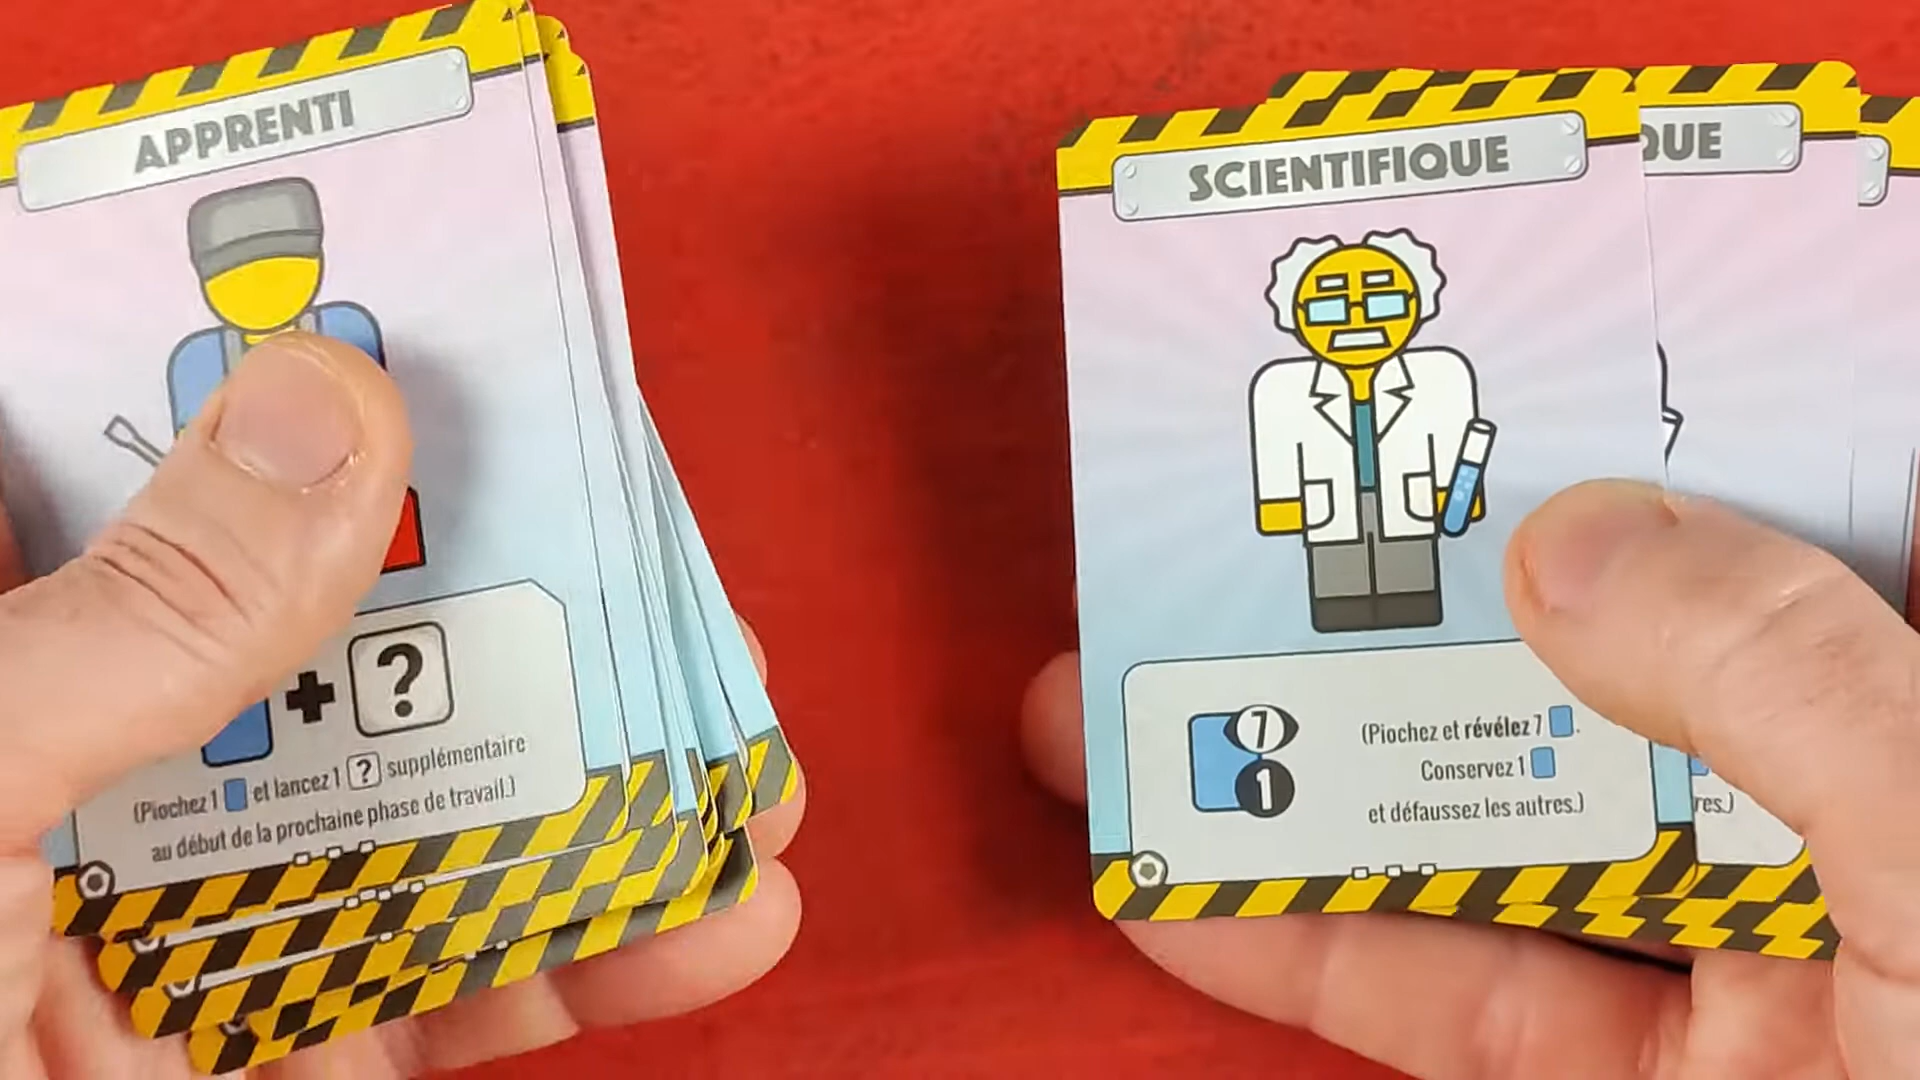 APPRENTI
+ ?
(Piochez 1 et lancez 1 ? supplémentaire
au début de la prochaine phase de travail.)
SCIENTIFIQUE
QUE
7
1
(Piochez et révélez 7 .
Conservez 1
et défaussez les autres.)
res.)